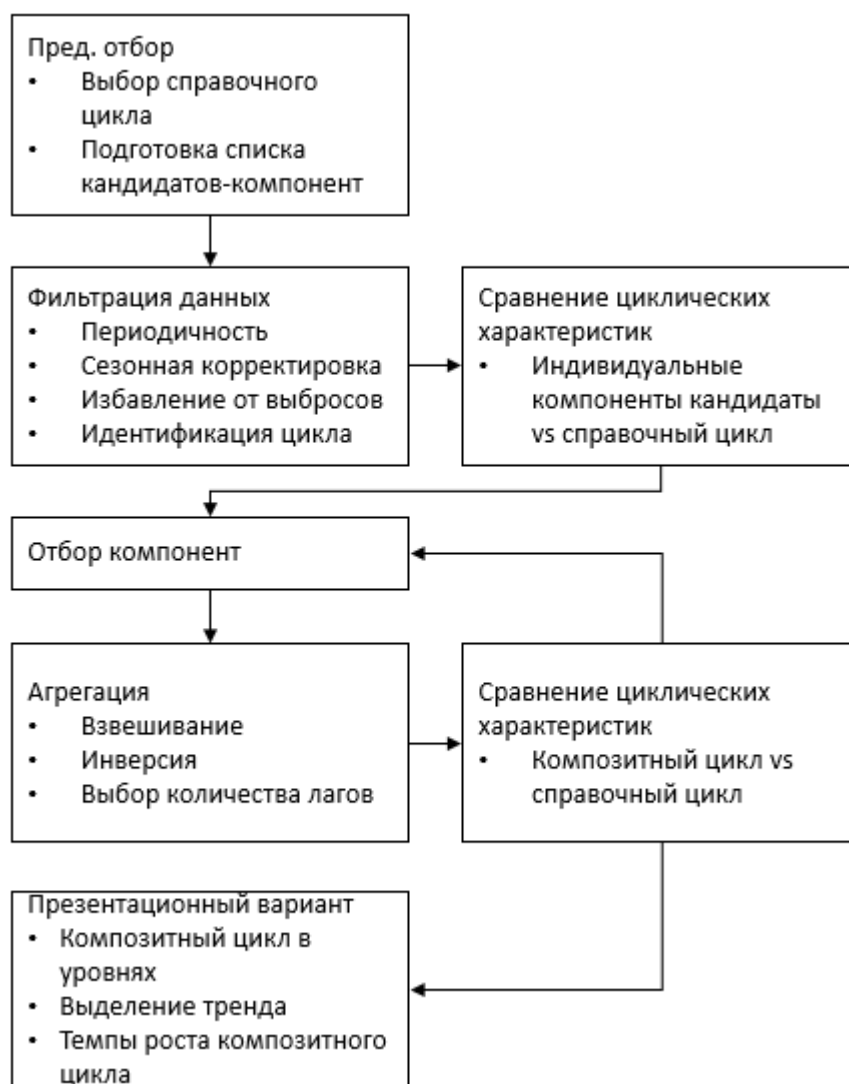 Пред. отбор
• Выбор справочного
цикла
• Подготовка списка
кандидатов-компонент
Фильтрация данных
• Периодичность
• Сезонная корректировка
• Избавление от выбросов
• Идентификация цикла
Сравнение циклических
характеристик
• Индивидуальные
компоненты кандидаты
vs справочный цикл
Отбор компонент
Агрегация
• Взвешивание
• Инверсия
• Выбор количества лагов
Сравнение циклических
характеристик
• Композитный цикл vs
справочный цикл
Презентационный вариант
• Композитный цикл в
уровнях
• Выделение тренда
• Темпы роста композитного
цикла